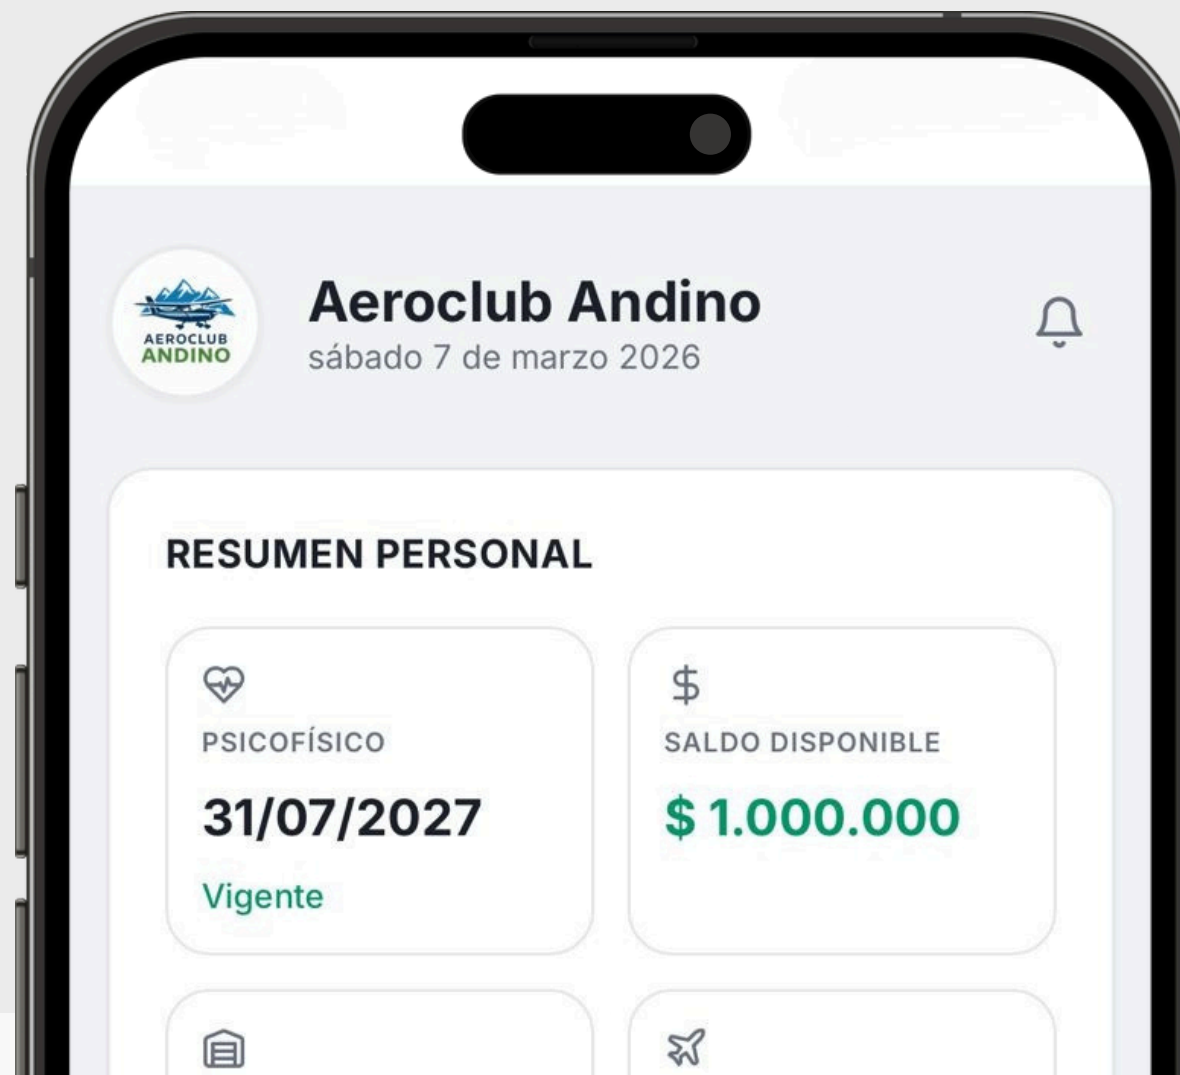 AEROCLUB
ANDINO
Aeroclub Andino
sábado 7 de marzo 2026
RESUMEN PERSONAL
PSICOFÍSICO
31/07/2027
Vigente
SALDO DISPONIBLE
$ 1.000.000